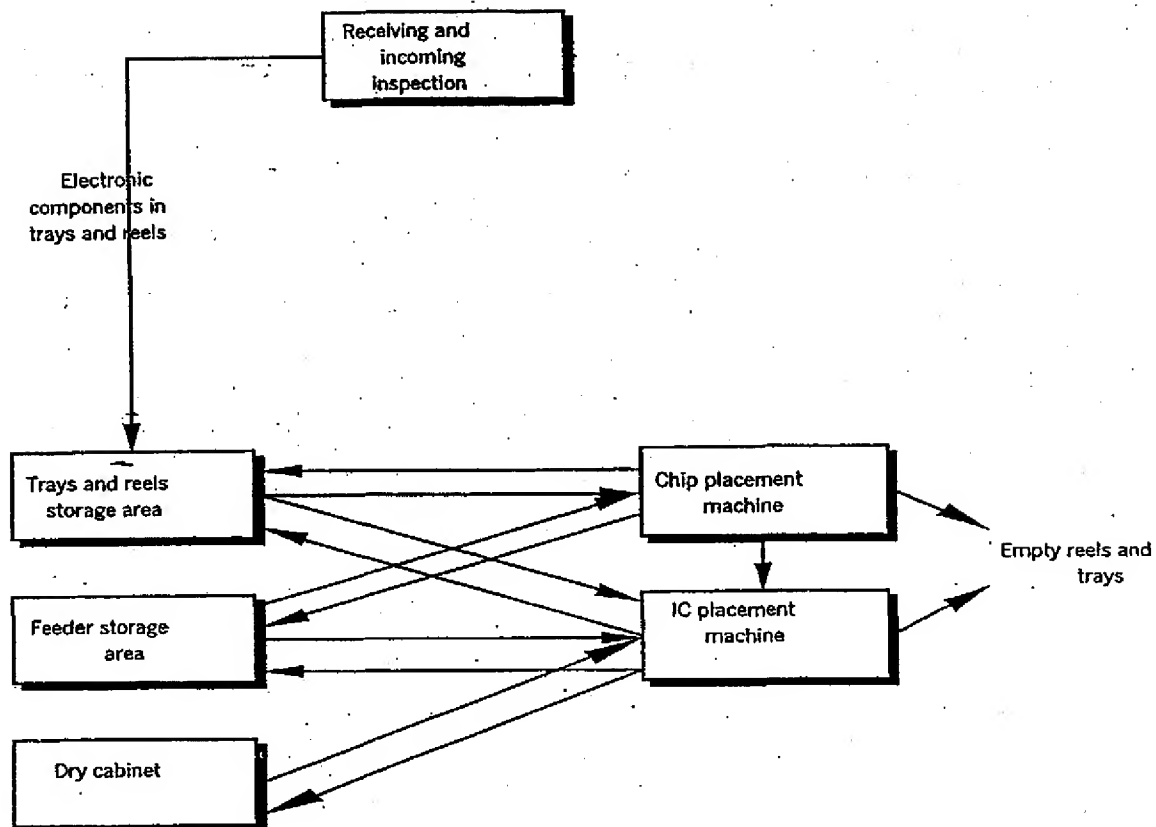 Receiving and
incoming
inspection
Electronic
components in
trays and reels
Trays and reels
storage area
Chip placement
machine
Empty reels and
trays
Feeder storage
area
IC placement
machine
Dry cabinet